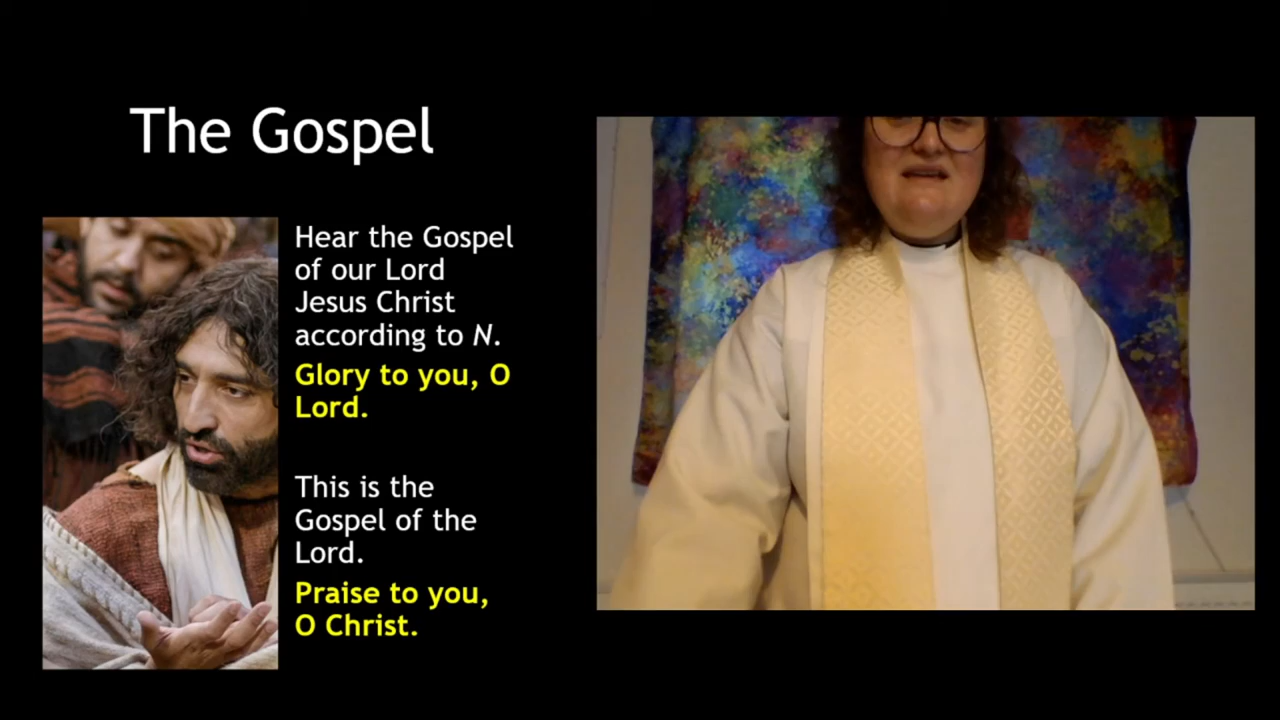 The Gospel
Hear the Gospel
of our Lord
Jesus Christ
according to N.
Glory to you, O
Lord.
This is the
Gospel of the
Lord.
Praise to you,
O Christ.